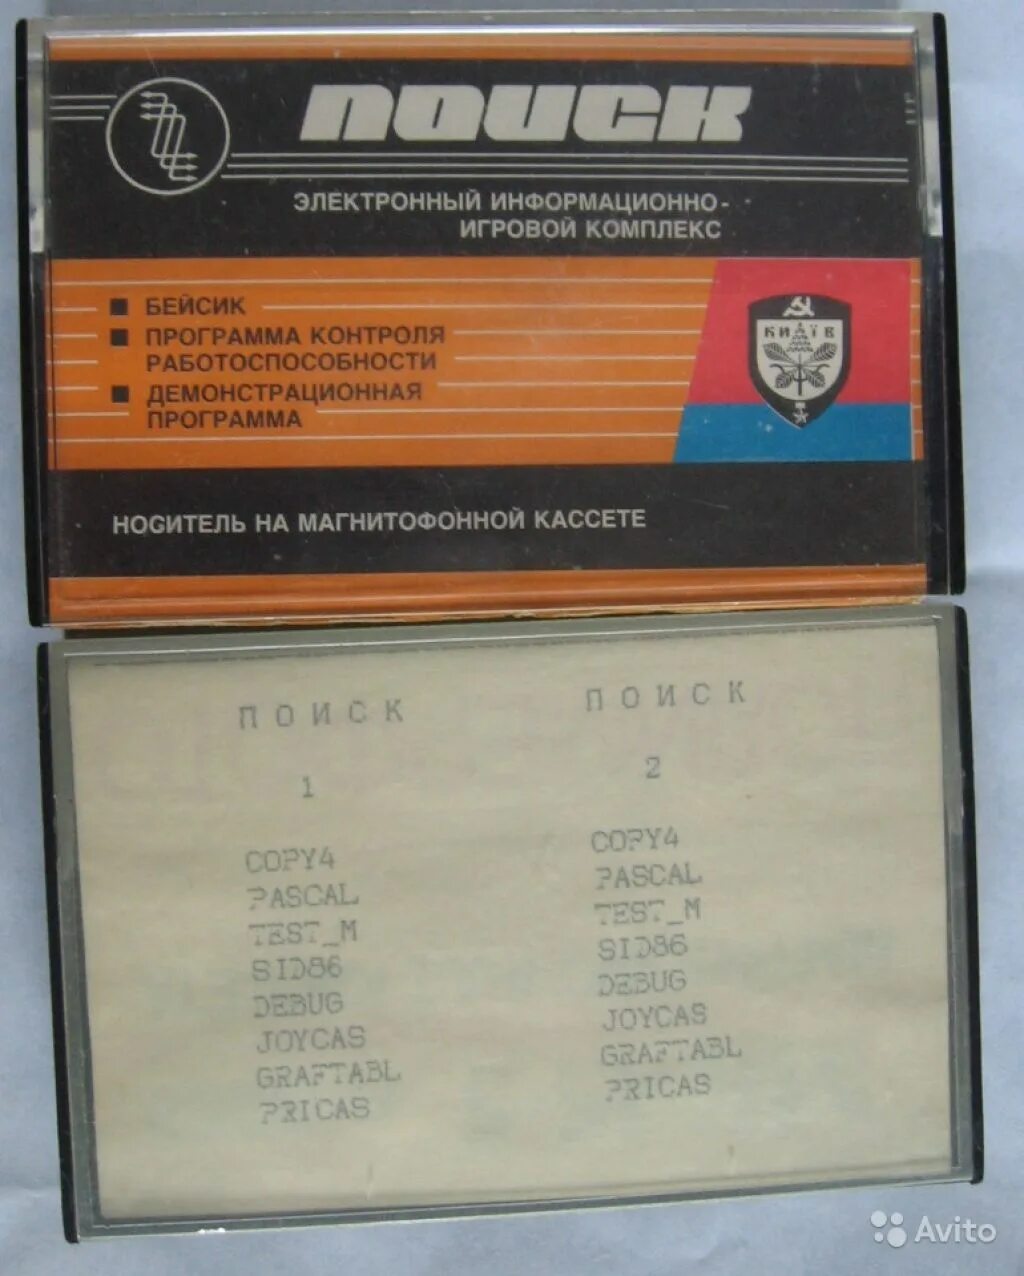 ПОИСК
ЭЛЕКТРОННЫЙ ИНФОРМАЦИОННО-
ИГРОВОЙ КОМПЛЕКС
БЕЙСИК
ПРОГРАММА КОНТРОЛЯ
РАБОТОСПОСОБНОСТИ
ДЕМОНСТРАЦИОННАЯ
ПРОГРАММА
КИЇВ
НОСИТЕЛЬ НА МАГНИТОФОННОЙ КАССЕТЕ
ПОИСК
1
COPY4
PASCAL
TEST_M
SID86
DEBUG
JOYCAS
GRAFTABL
PRICAS
ПОИСК
2
COPY4
PASCAL
TEST_M
SID86
DEBUG
JOYCAS
GRAFTABL
PRICAS
Avito